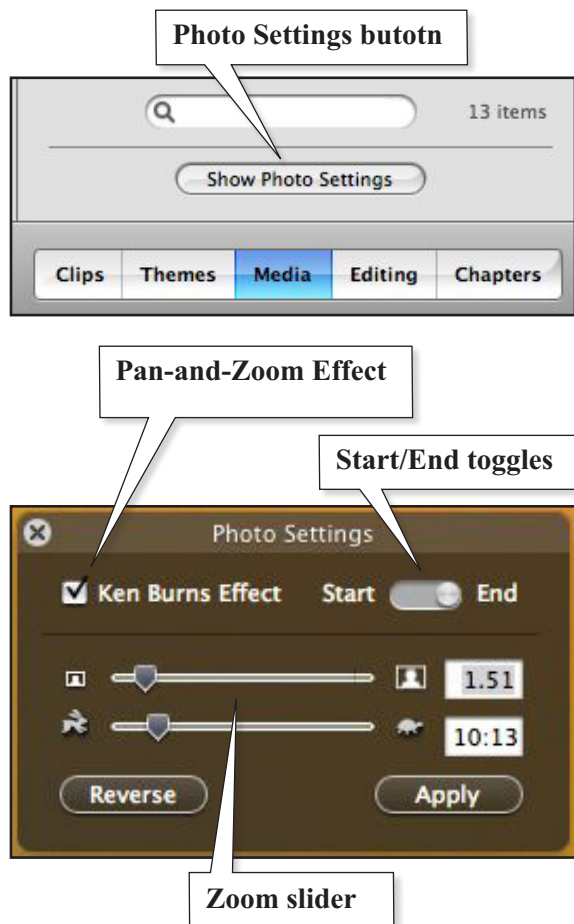 Photo Settings butotn
13 items
Show Photo Settings
Clips Themes Media Editing Chapters
Pan-and-Zoom Effect
Start/End toggles
Photo Settings
Ken Burns Effect Start End
1.51
10:13
Reverse Apply
Zoom slider